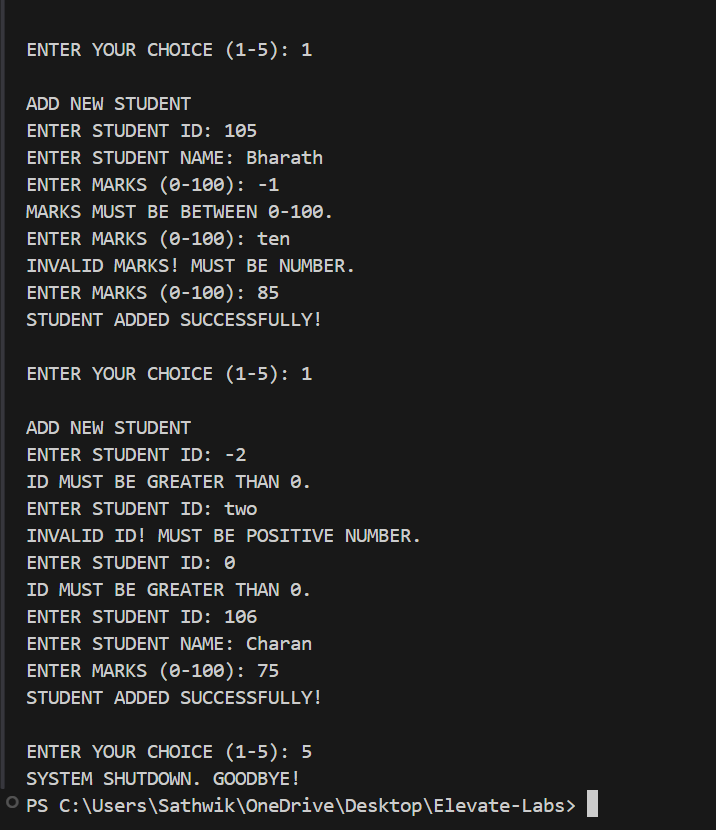 ENTER YOUR CHOICE (1-5): 1
ADD NEW STUDENT
ENTER STUDENT ID: 105
ENTER STUDENT NAME: Bharath
ENTER MARKS (0-100): -1
MARKS MUST BE BETWEEN 0-100.
ENTER MARKS (0-100): ten
INVALID MARKS! MUST BE NUMBER.
ENTER MARKS (0-100): 85
STUDENT ADDED SUCCESSFULLY!
ENTER YOUR CHOICE (1-5): 1
ADD NEW STUDENT
ENTER STUDENT ID: -2
ID MUST BE GREATER THAN 0.
ENTER STUDENT ID: two
INVALID ID! MUST BE POSITIVE NUMBER.
ENTER STUDENT ID: 0
ID MUST BE GREATER THAN 0.
ENTER STUDENT ID: 106
ENTER STUDENT NAME: Charan
ENTER MARKS (0-100): 75
STUDENT ADDED SUCCESSFULLY!
ENTER YOUR CHOICE (1-5): 5
SYSTEM SHUTDOWN. GOODBYE!
PS C:\Users\Sathwik\OneDrive\Desktop\Elevate-Labs>